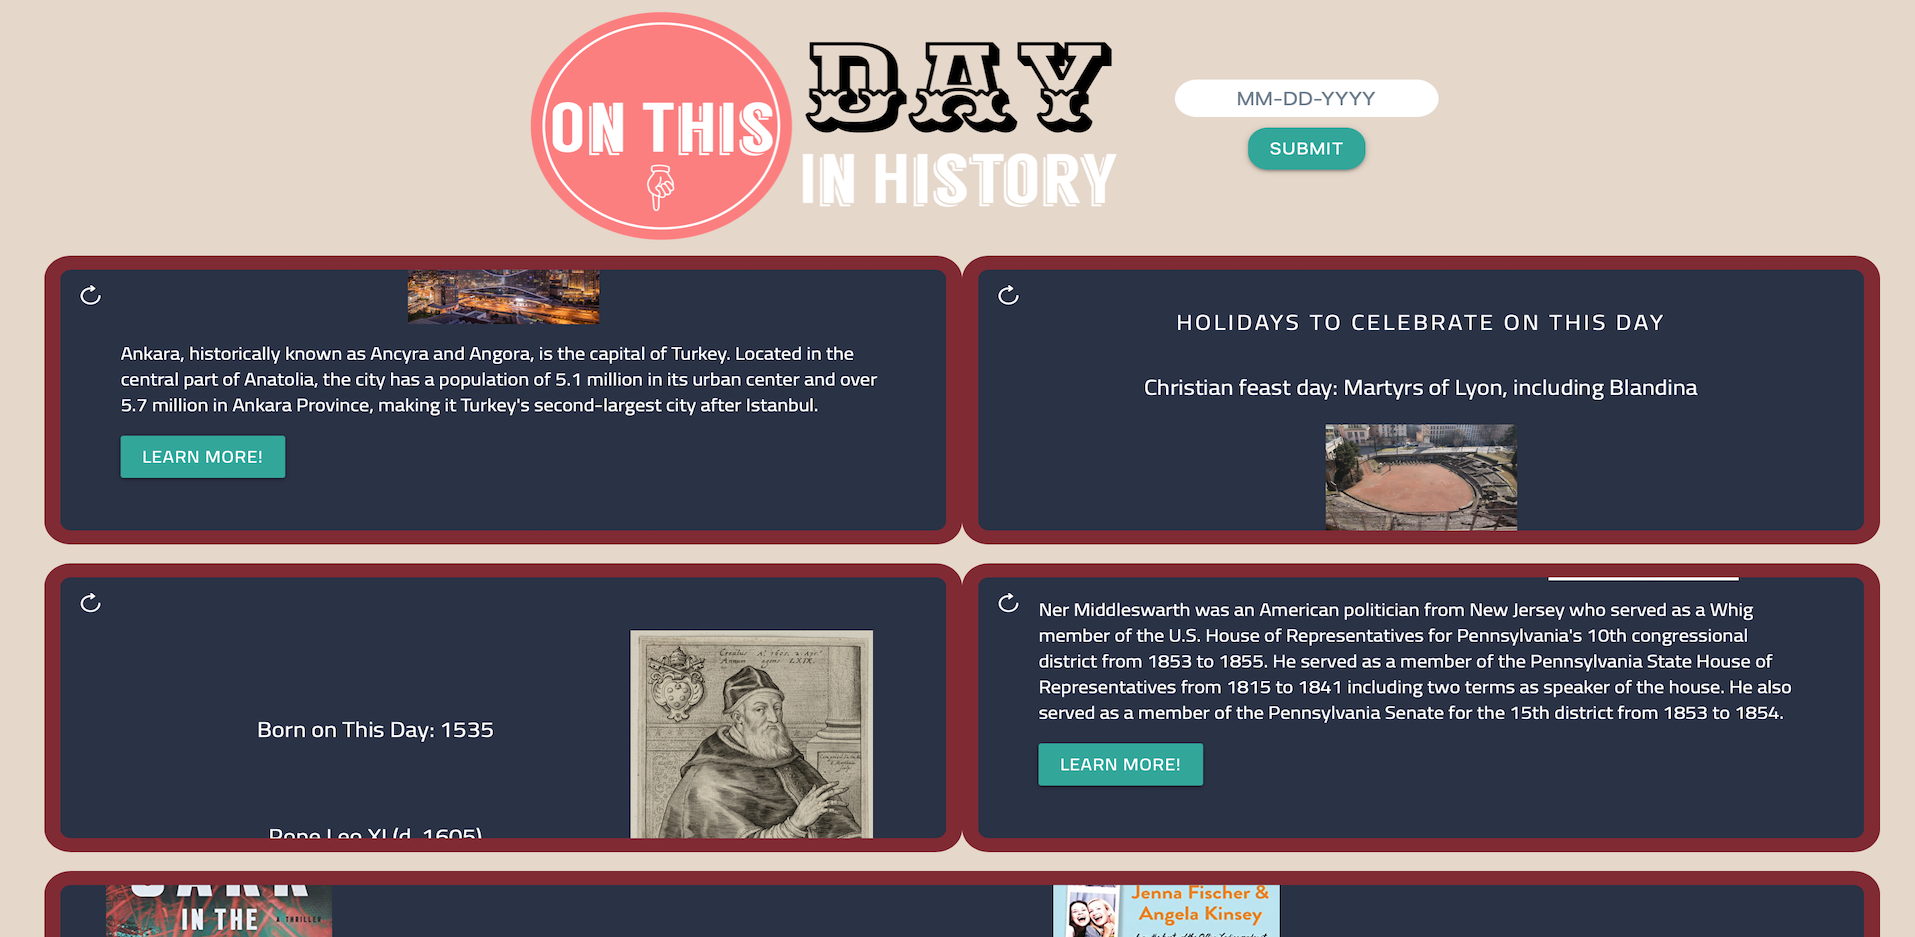 ON THIS
DAY
IN HISTORY
MM-DD-YYYY
SUBMIT
Ankara, historically known as Ancyra and Angora, is the capital of Turkey. Located in the
central part of Anatolia, the city has a population of 5.1 million in its urban center and over
5.7 million in Ankara Province, making it Turkey's second-largest city after Istanbul.
LEARN MORE!
HOLIDAYS TO CELEBRATE ON THIS DAY
Christian feast day: Martyrs of Lyon, including Blandina
Born on This Day: 1535
Pope Leo XI (d. 1605)
Creatus A.º 1605. 1. Apr.
Annum agens LXIX.
Ner Middleswarth was an American politician from New Jersey who served as a Whig
member of the U.S. House of Representatives for Pennsylvania's 10th congressional
district from 1853 to 1855. He served as a member of the Pennsylvania State House of
Representatives from 1815 to 1841 including two terms as speaker of the house. He also
served as a member of the Pennsylvania Senate for the 15th district from 1853 to 1854.
LEARN MORE!
DARK
IN THE
A THRILLER
Jenna Fischer &
Angela Kinsey